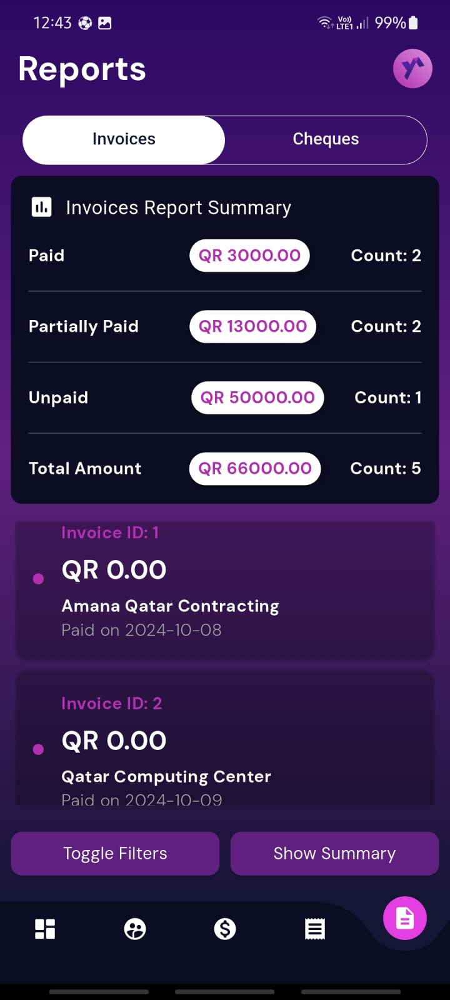 12:43 Vo)) LTE1 99%
Reports
Invoices Cheques
Invoices Report Summary
Paid QR 3000.00 Count: 2
Partially Paid QR 13000.00 Count: 2
Unpaid QR 50000.00 Count: 1
Total Amount QR 66000.00 Count: 5
Invoice ID: 1
QR 0.00
Amana Qatar Contracting
Paid on 2024-10-08
Invoice ID: 2
QR 0.00
Qatar Computing Center
Paid on 2024-10-09
Toggle Filters Show Summary